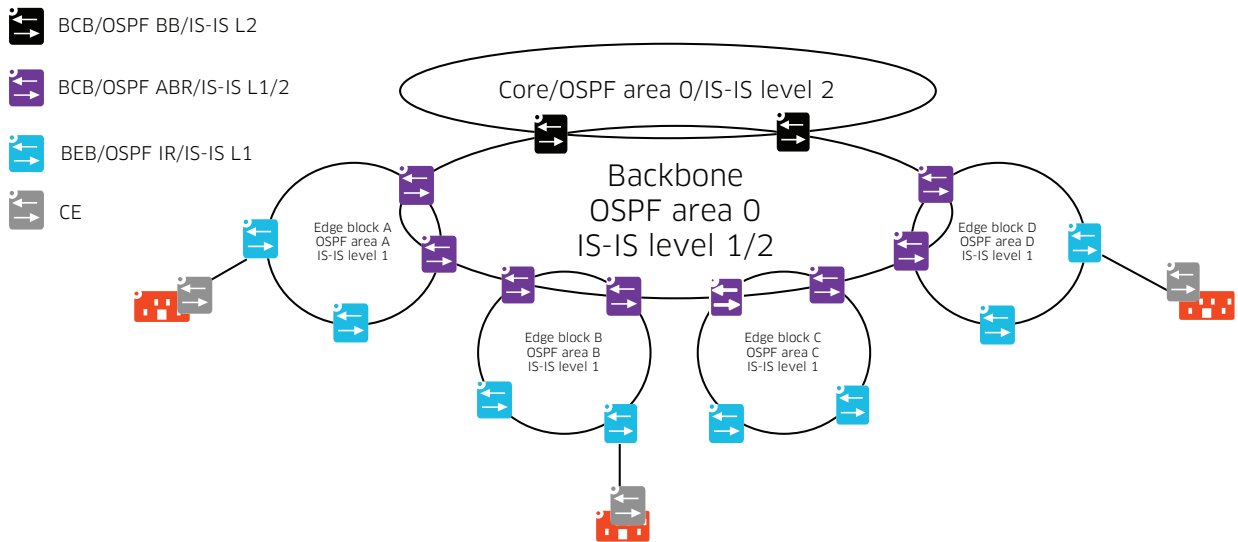 BCB/OSPF BB/IS-IS L2
BCB/OSPF ABR/IS-IS L1/2
BEB/OSPF IR/IS-IS L1
CE
Core/OSPF area 0/IS-IS level 2
Backbone
OSPF area 0
IS-IS level 1/2
Edge block A
OSPF area A
IS-IS level 1
Edge block B
OSPF area B
IS-IS level 1
Edge block C
OSPF area C
IS-IS level 1
Edge block D
OSPF area D
IS-IS level 1